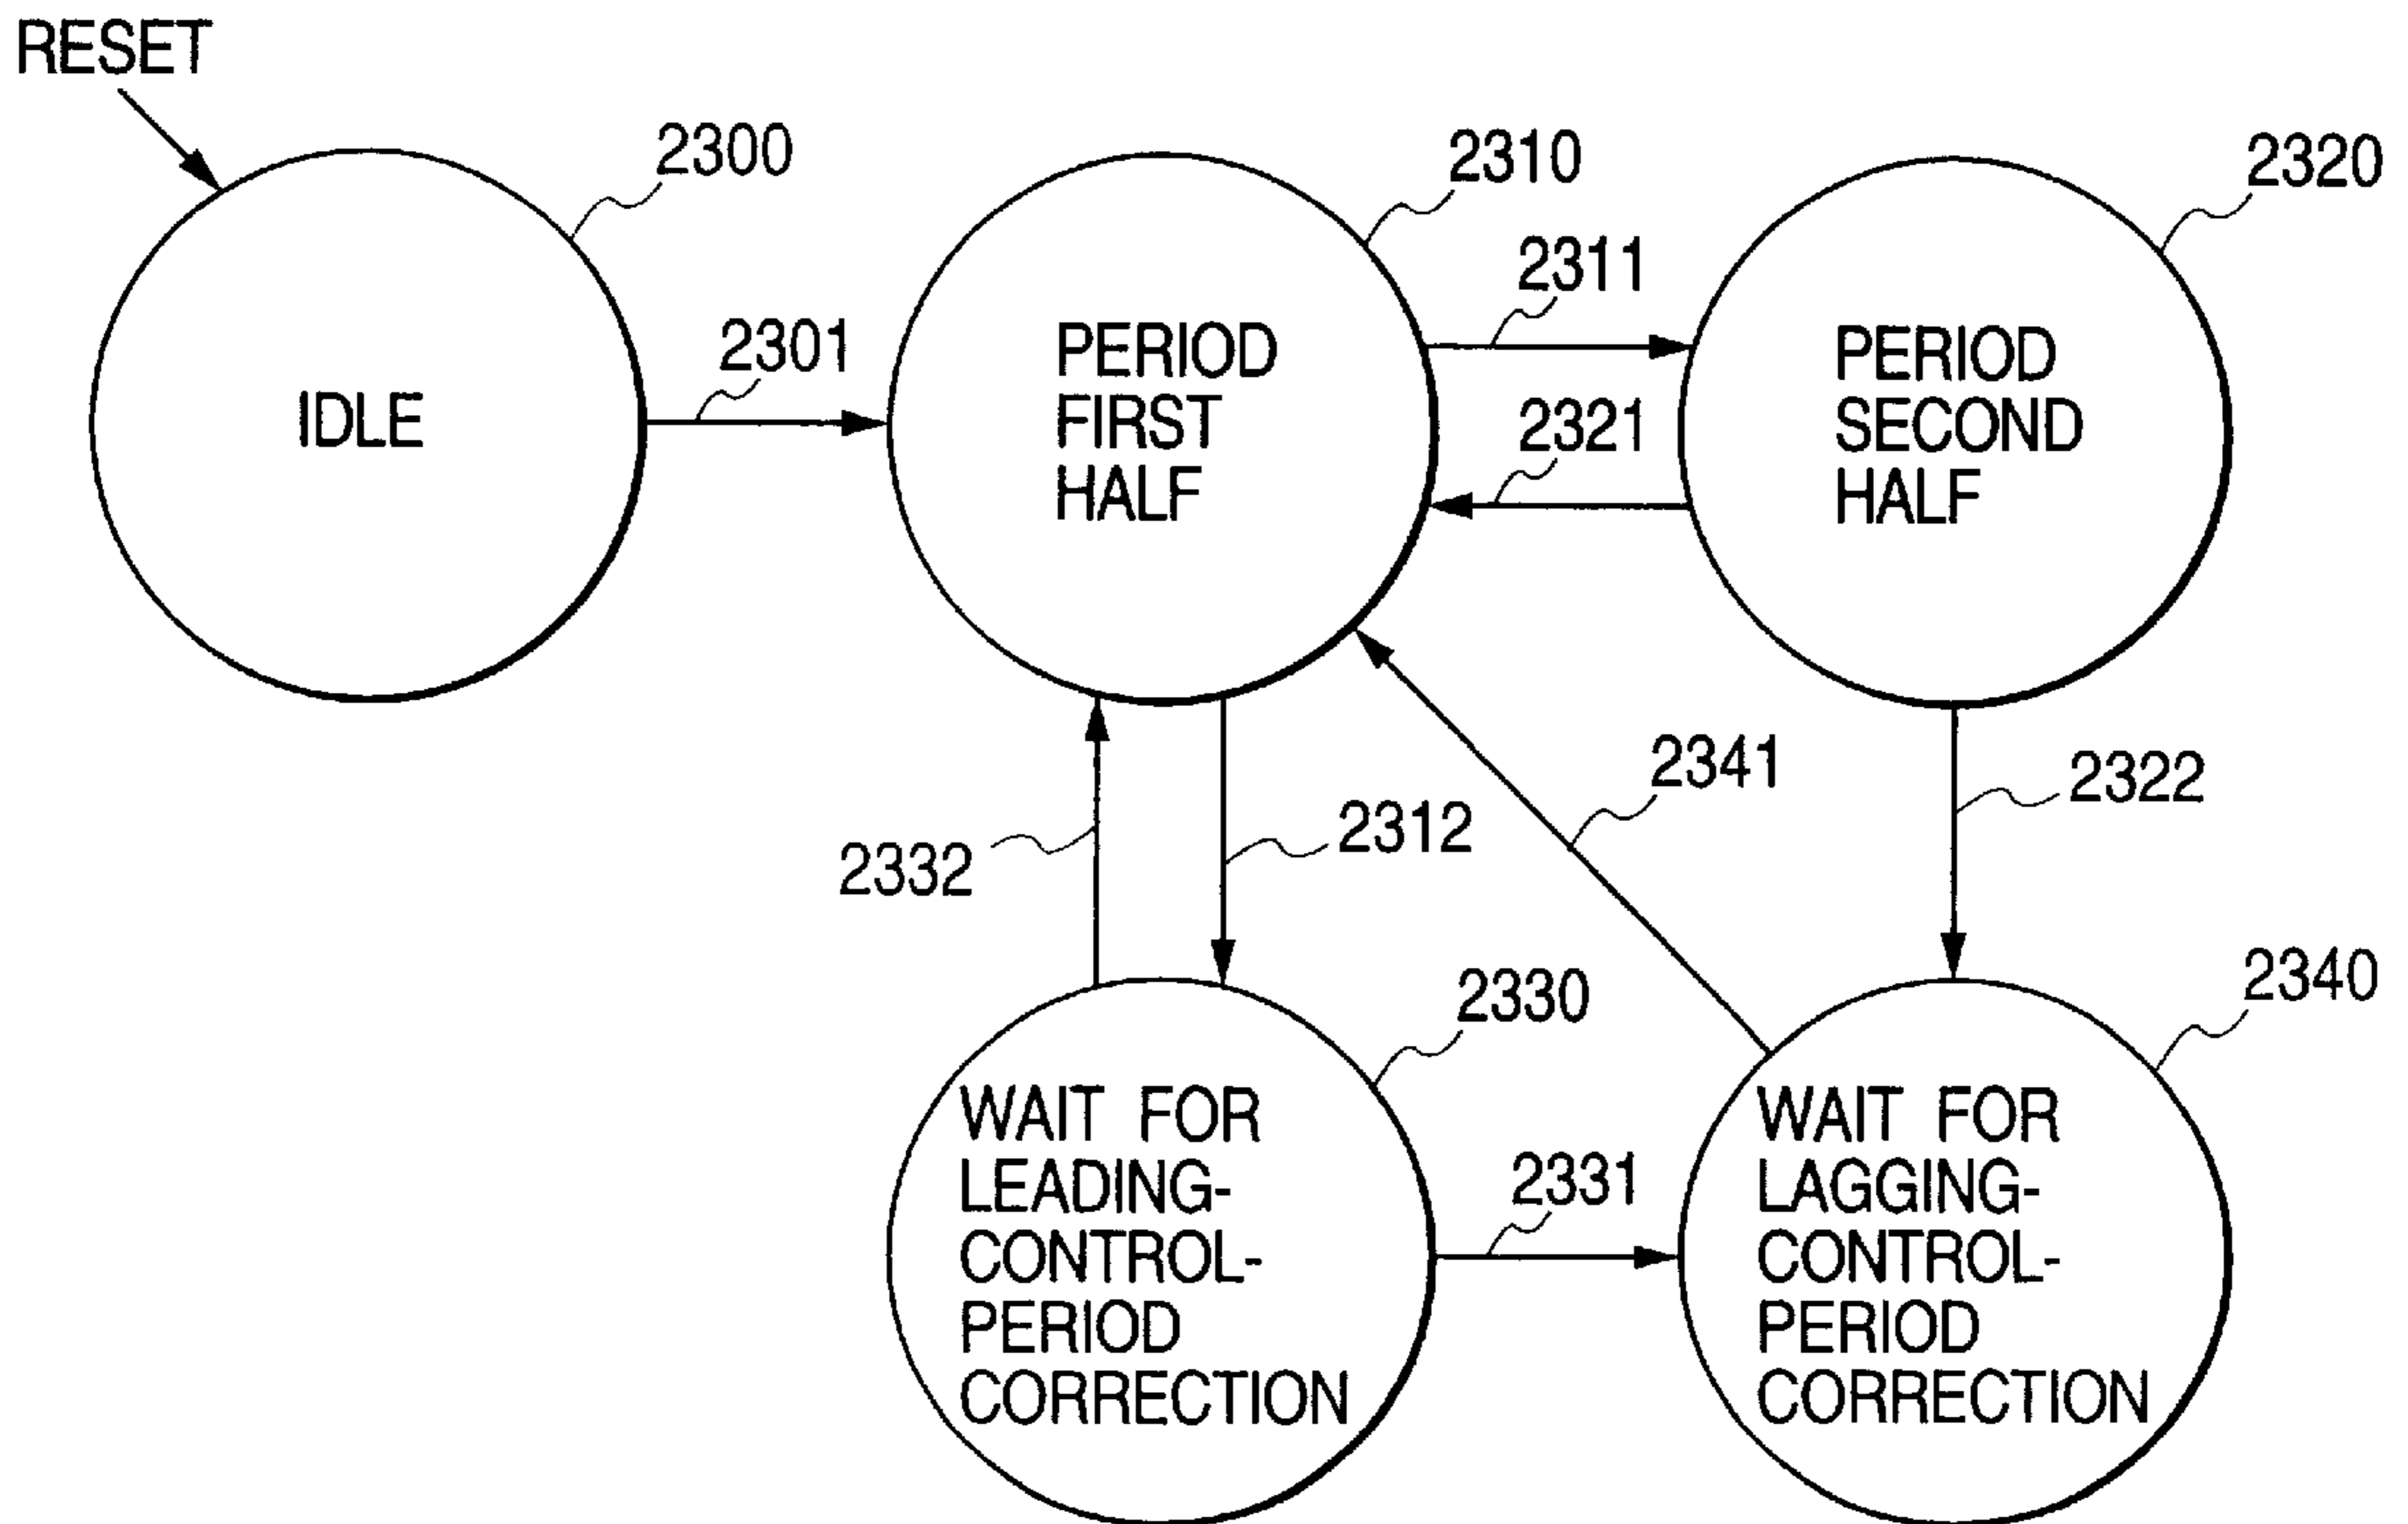 RESET
2300
2310
2320
2301
2311
2321
IDLE
PERIOD
FIRST
HALF
PERIOD
SECOND
HALF
2332
2312
2341
2322
2330
2340
WAIT FOR
LEADING-
CONTROL-
PERIOD
CORRECTION
2331
WAIT FOR
LAGGING-
CONTROL-
PERIOD
CORRECTION